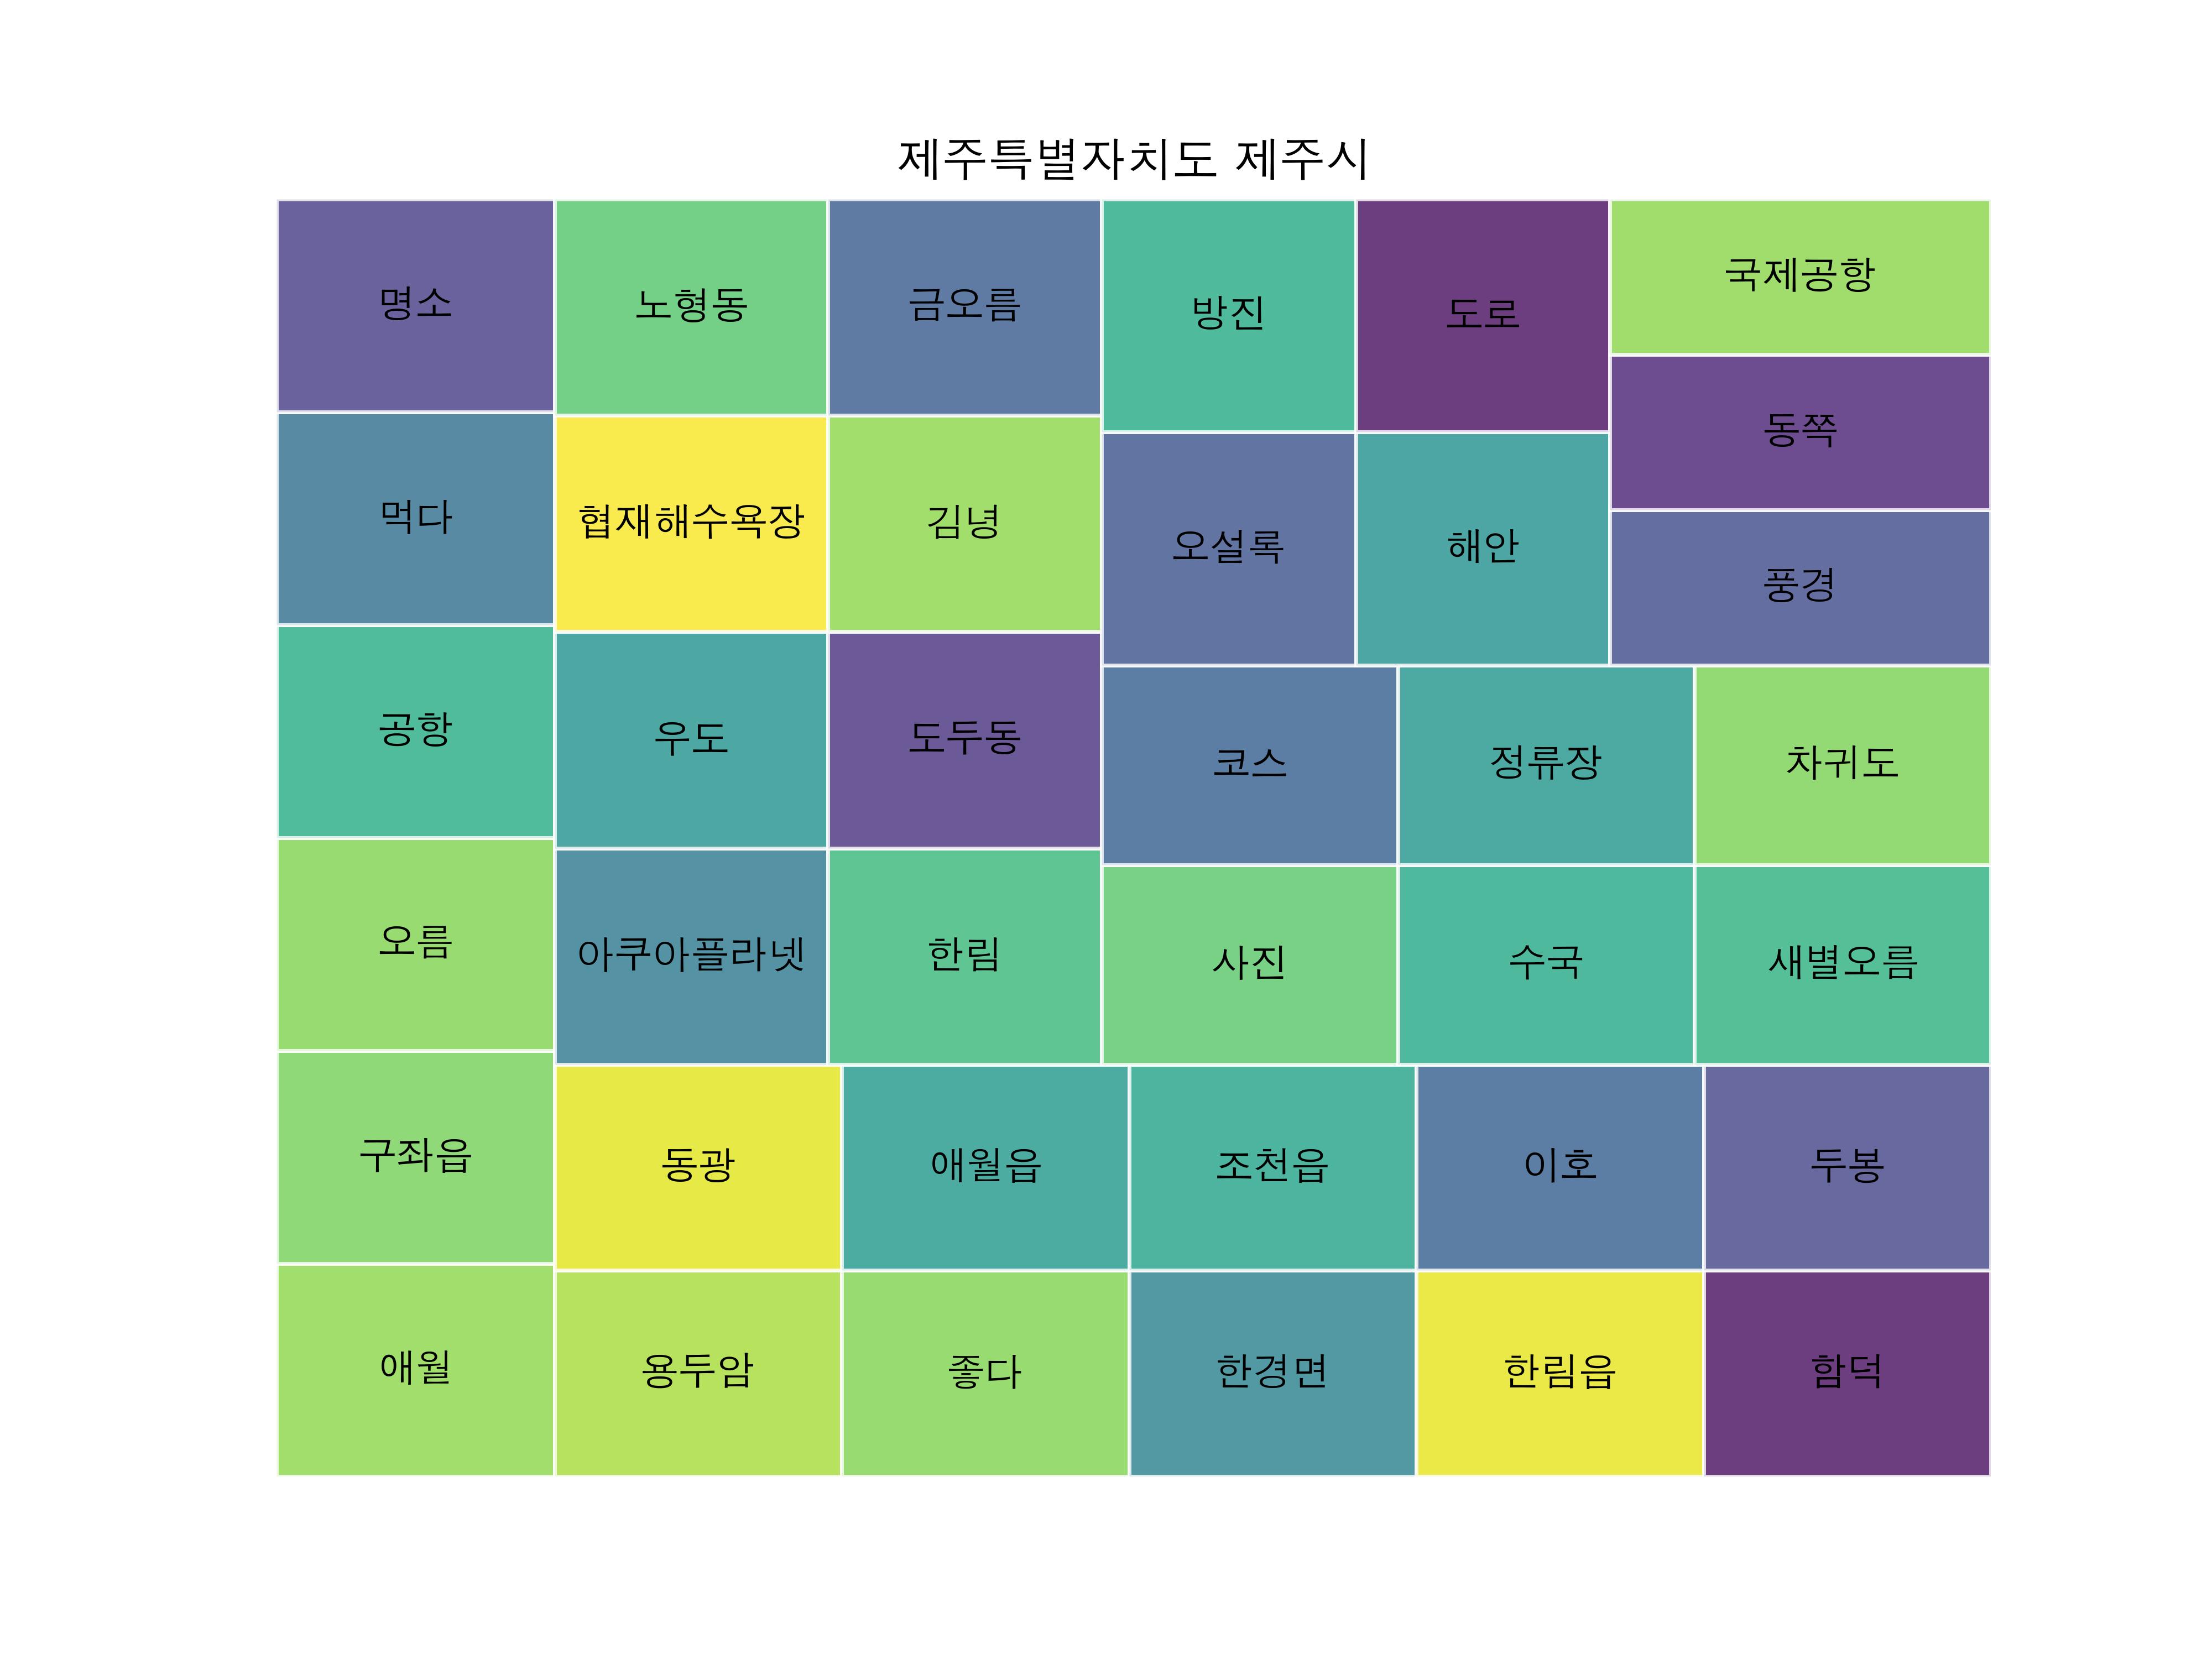 제주특별자치도 제주시
명소
노형동
금오름
방진
도로
국제공항
동쪽
먹다
협재해수욕장
김녕
오설록
해안
풍경
공항
우도
도두동
코스
정류장
차귀도
오름
아쿠아플라넷
한림
사진
수국
새별오름
구좌읍
동광
애월읍
조천읍
이호
두봉
애월
용두암
좋다
한경면
한림읍
함덕